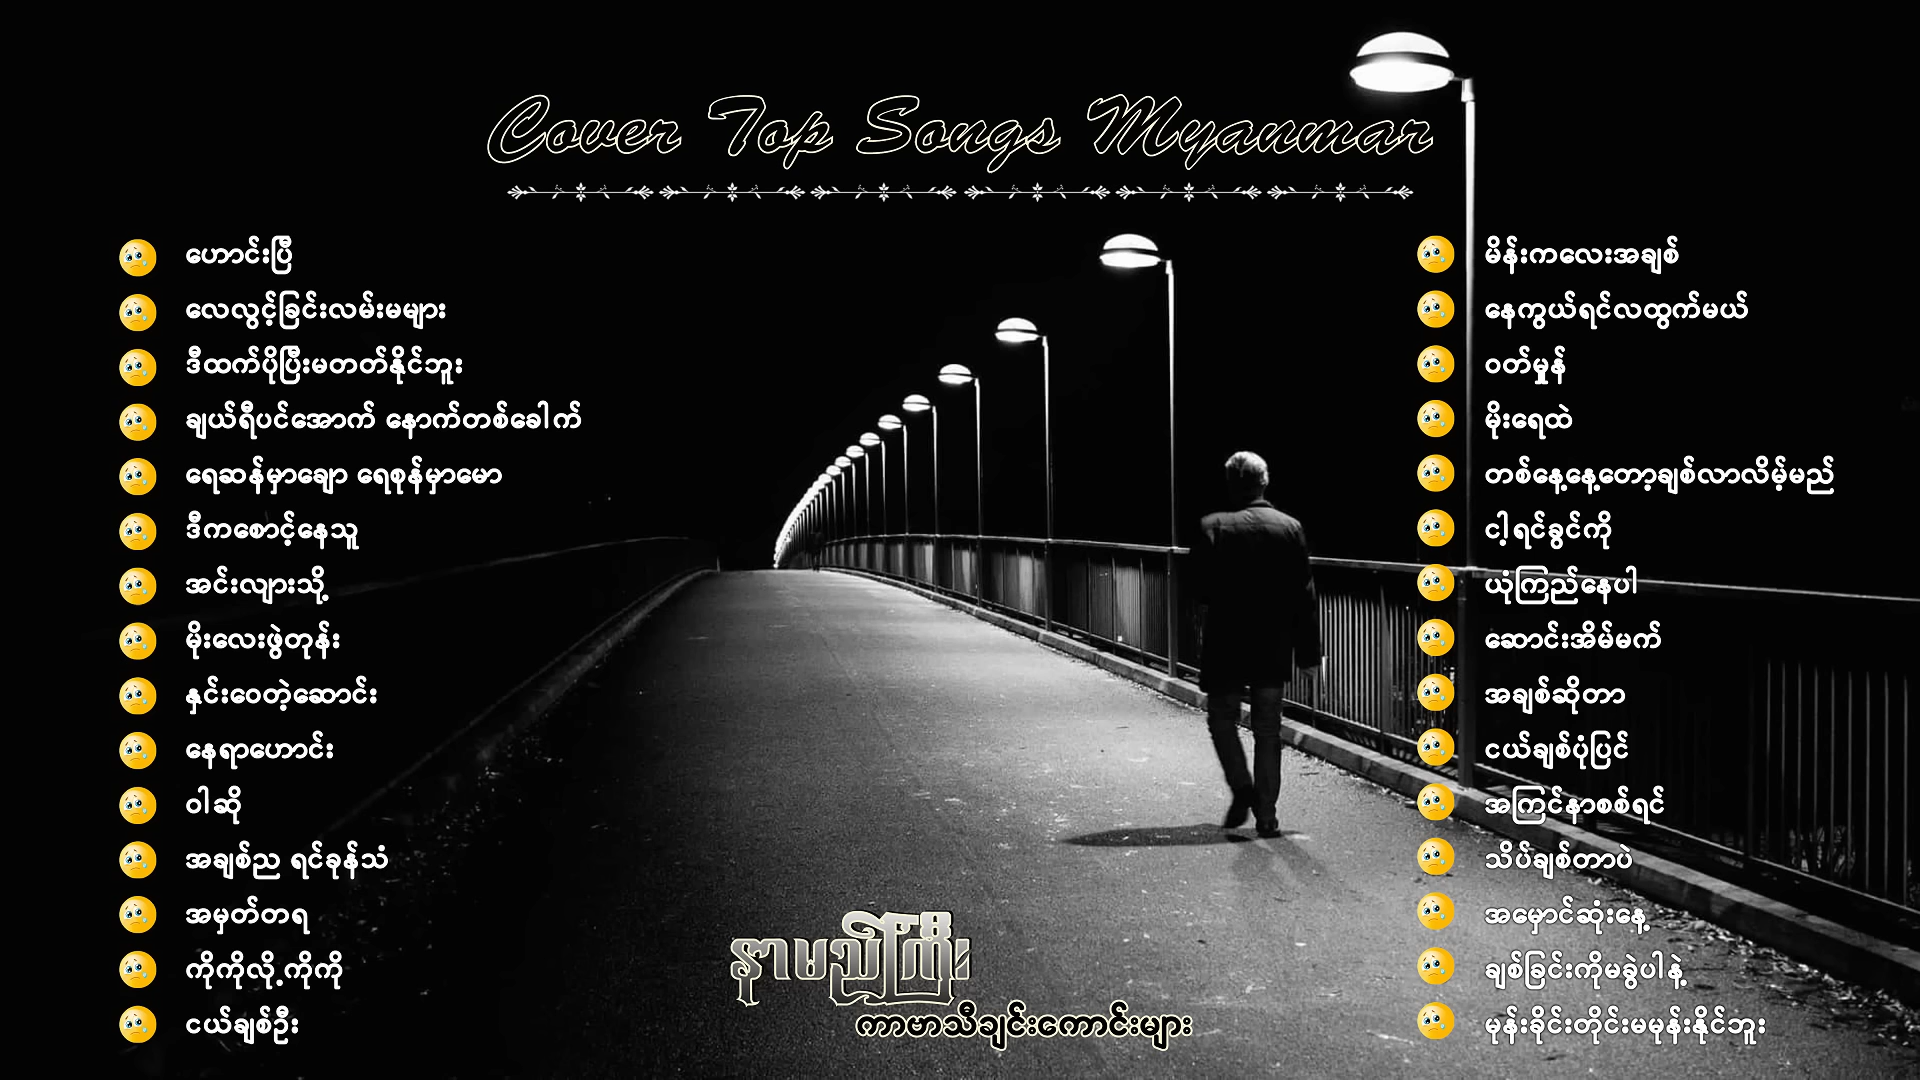 Cover Top Songs Myanmar
ဟောင်းပြီ
လေလွင့်ခြင်းလမ်းမများ
ဒီထက်ပိုပြီးမတတ်နိုင်ဘူး
ချယ်ရီပင်အောက် နောက်တစ်ခေါက်
ရေဆန်မှာချော ရေစုန်မှာမော
ဒီကစောင့်နေသူ
အင်းလျားသို့
မိုးလေးဖွဲတုန်း
နှင်းဝေတဲ့ဆောင်း
နေရာဟောင်း
ဝါဆို
အချစ်ည ရင်ခုန်သံ
အမှတ်တရ
ကိုကိုလို့ကိုကို
ငယ်ချစ်ဦး
မိန်းကလေးအချစ်
နေကွယ်ရင်လထွက်မယ်
ဝတ်မှုန်
မိုးရေထဲ
တစ်နေ့နေ့တော့ချစ်လာလိမ့်မည်
ငါ့ရင်ခွင်ကို
ယုံကြည်နေပါ
ဆောင်းအိမ်မက်
အချစ်ဆိုတာ
ငယ်ချစ်ပုံပြင်
အကြင်နာစစ်ရင်
သိပ်ချစ်တာပဲ
အမှောင်ဆုံးနေ့
ချစ်ခြင်းကိုမခွဲပါနဲ့
မုန်းခိုင်းတိုင်းမမုန်းနိုင်ဘူး
နာမည်ကြီး
ကာဗာသီချင်းကောင်းများ